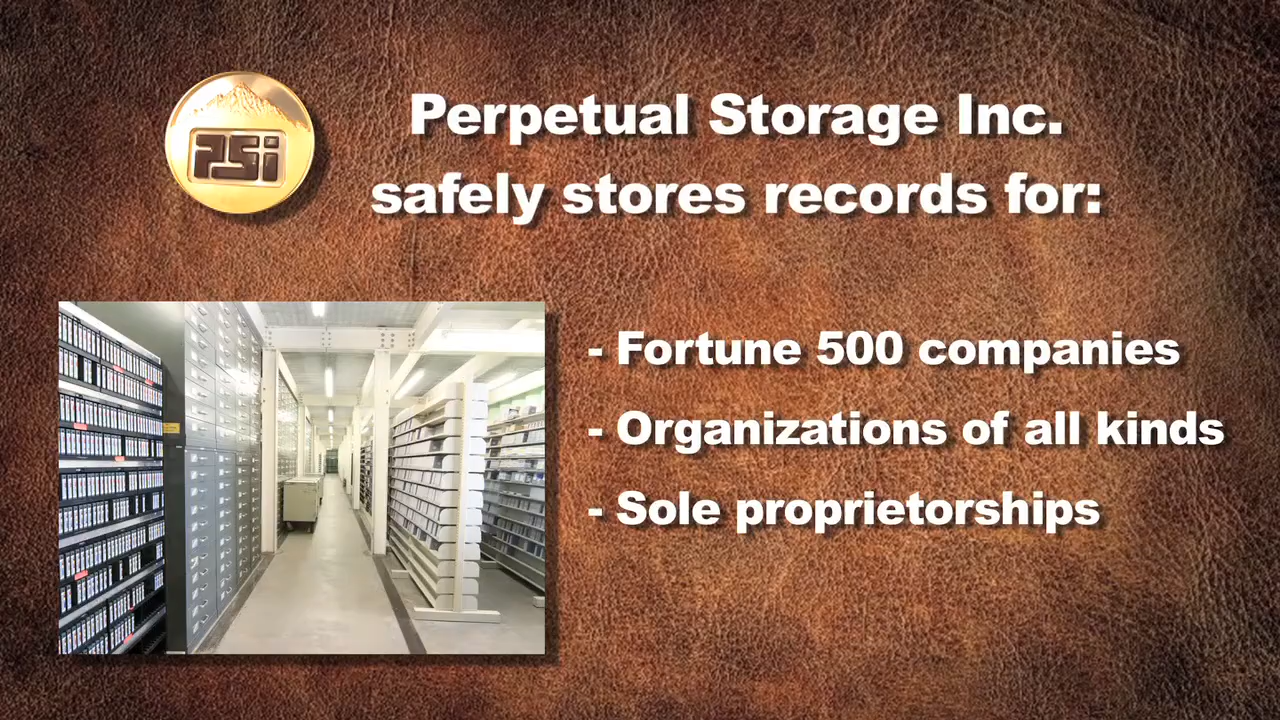 PSi
Perpetual Storage Inc.
safely stores records for:
- Fortune 500 companies
- Organizations of all kinds
- Sole proprietorships